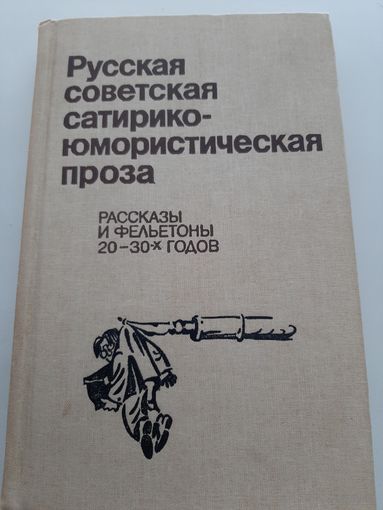 Русская
советская
сатирико-
юмористическая
проза
РАССКАЗЫ
И ФЕЛЬЕТОНЫ
20-30-х ГОДОВ